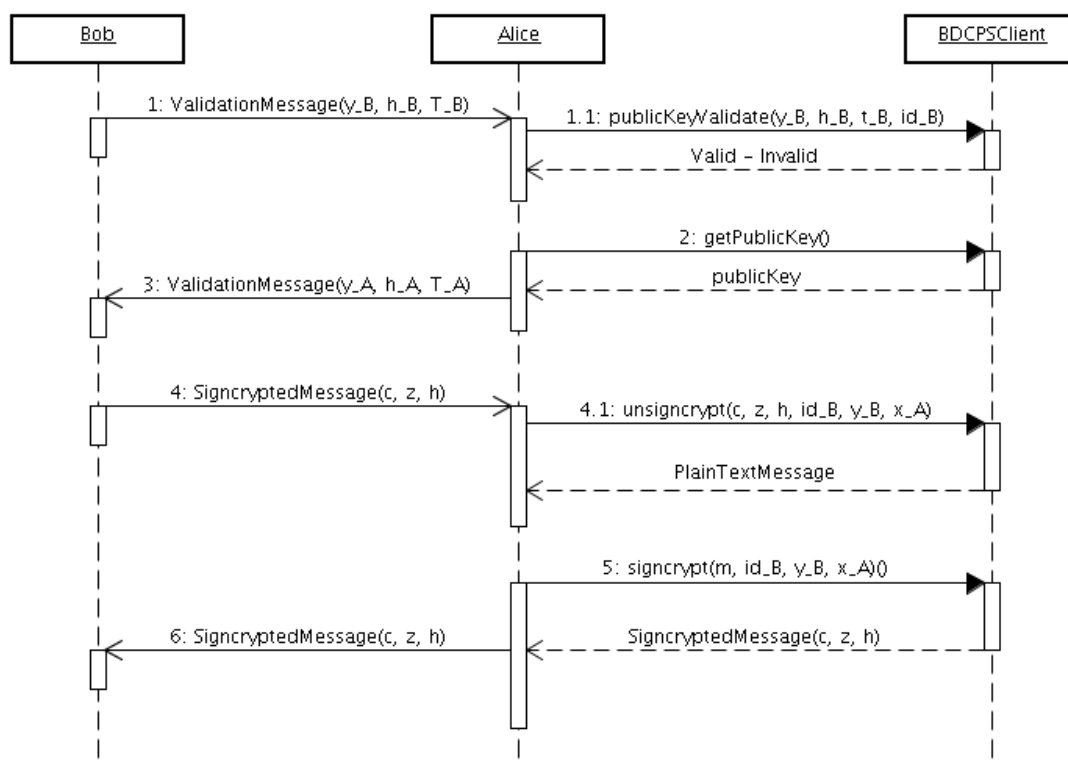 Bob
Alice
BDCPSClient
1: ValidationMessage(y_B, h_B, T_B)
1.1: publicKeyValidate(y_B, h_B, t_B, id_B)
Valid - Invalid
2: getPublicKey()
publicKey
3: ValidationMessage(y_A, h_A, T_A)
4: SigncryptedMessage(c, z, h)
4.1: unsigncrypt(c, z, h, id_B, y_B, x_A)
PlainTextMessage
5: signcrypt(m, id_B, y_B, x_A)()
6: SigncryptedMessage(c, z, h)
SigncryptedMessage(c, z, h)